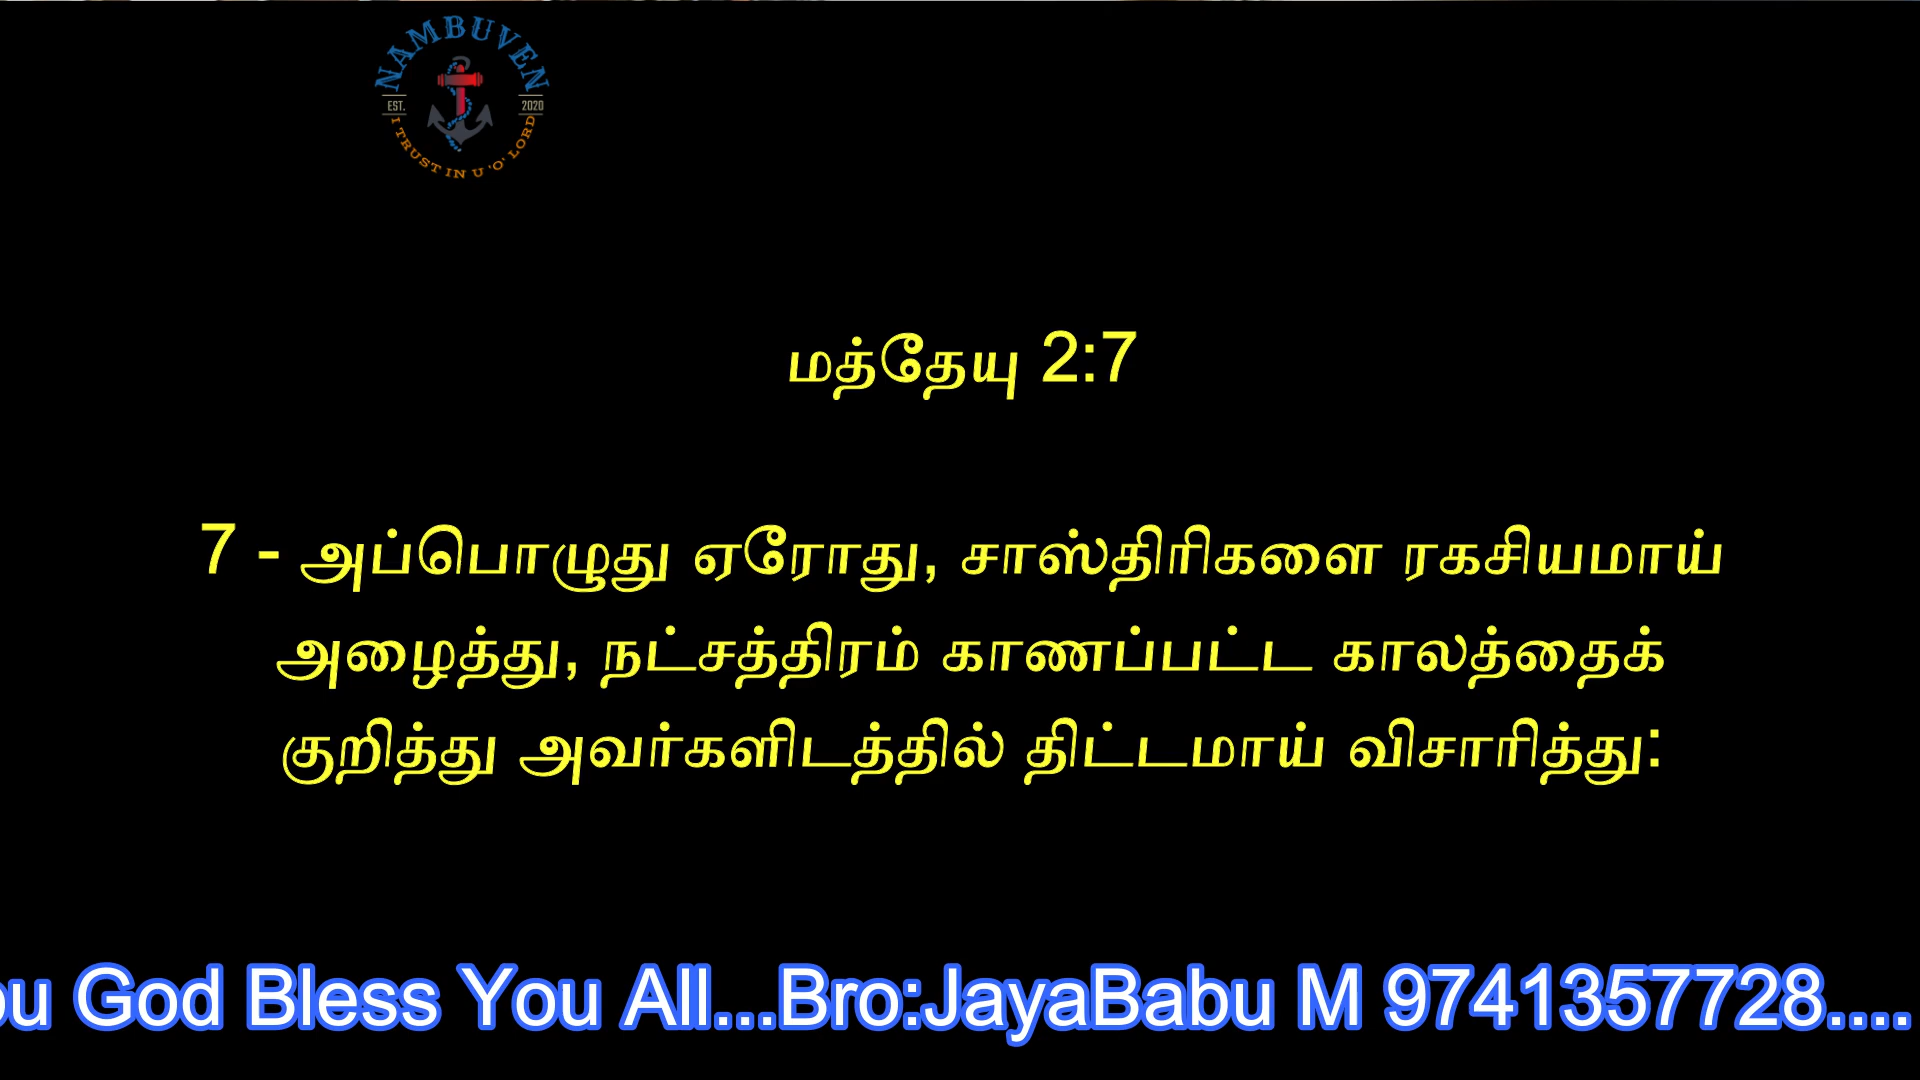 NAMBUVEN
EST. 2020
I TRUST IN U 'O' LORD
மத்தேயு 2:7
7 - அப்பொழுது ஏரோது, சாஸ்திரிகளை ரகசியமாய்
அழைத்து, நட்சத்திரம் காணப்பட்ட காலத்தைக்
குறித்து அவர்களிடத்தில் திட்டமாய் விசாரித்து:
ou God Bless You All...Bro:JayaBabu M 9741357728....